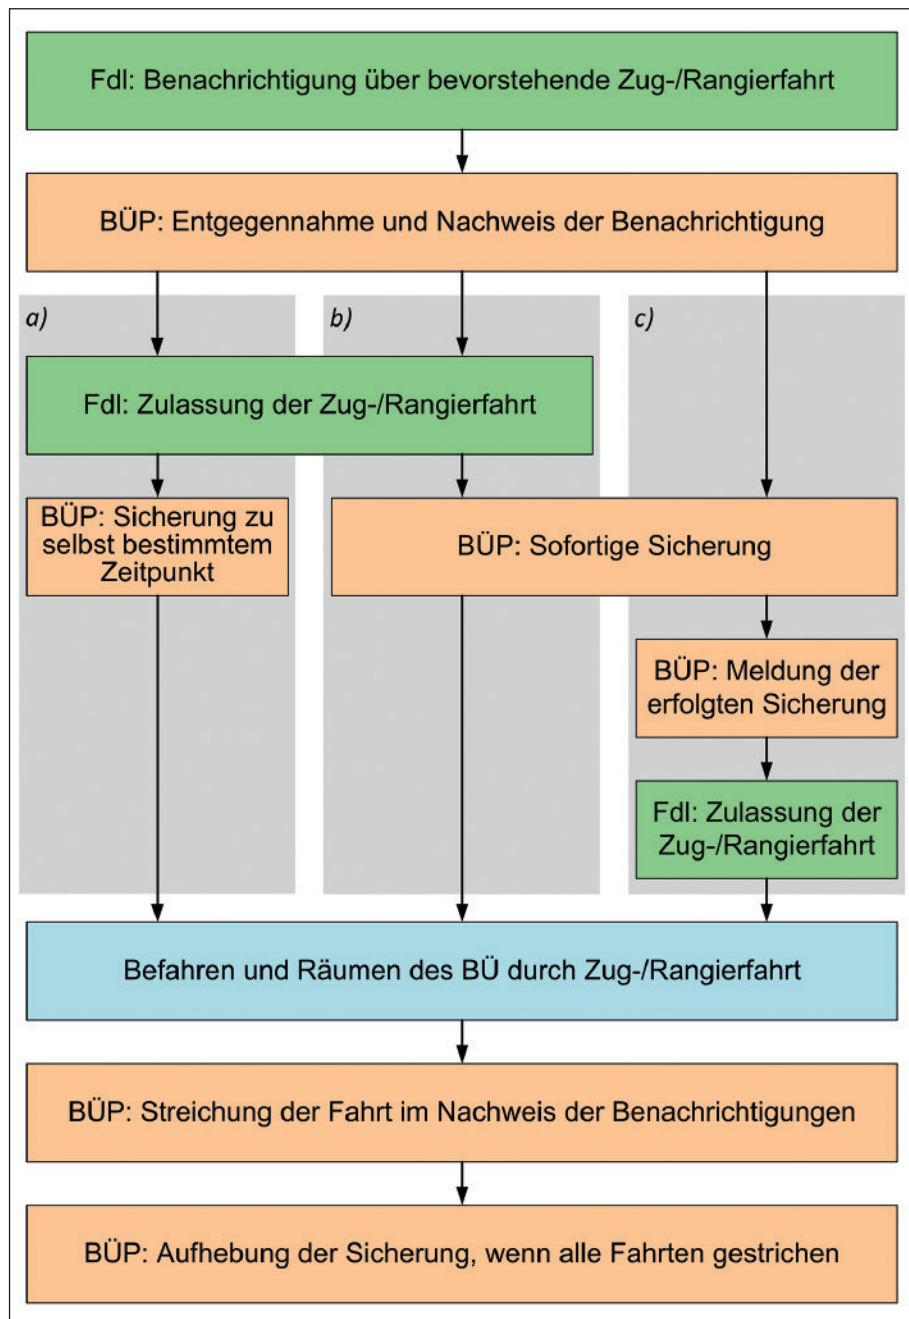 Fdl: Benachrichtigung über bevorstehende Zug-/Rangierfahrt
BÜP: Entgegennahme und Nachweis der Benachrichtigung
a)
b)
c)
Fdl: Zulassung der Zug-/Rangierfahrt
BÜP: Sicherung zu
selbst bestimmtem
Zeitpunkt
BÜP: Sofortige Sicherung
BÜP: Meldung der
erfolgten Sicherung
Fdl: Zulassung der
Zug-/Rangierfahrt
Befahren und Räumen des BÜ durch Zug-/Rangierfahrt
BÜP: Streichung der Fahrt im Nachweis der Benachrichtigungen
BÜP: Aufhebung der Sicherung, wenn alle Fahrten gestrichen